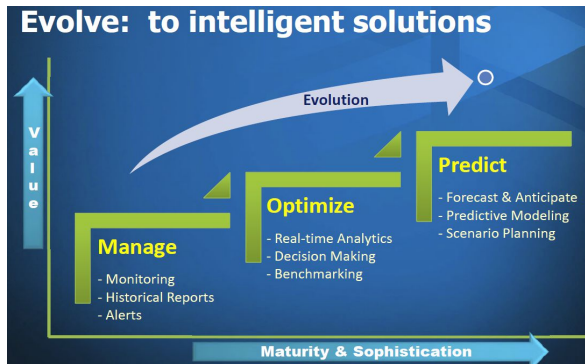 Evolve:  to intelligent solutions
Evolution
Value
Predict
- Forecast & Anticipate
- Predictive Modeling
- Scenario Planning
Optimize
- Real-time Analytics
- Decision Making
- Benchmarking
Manage
- Monitoring
- Historical Reports
- Alerts
Maturity & Sophistication